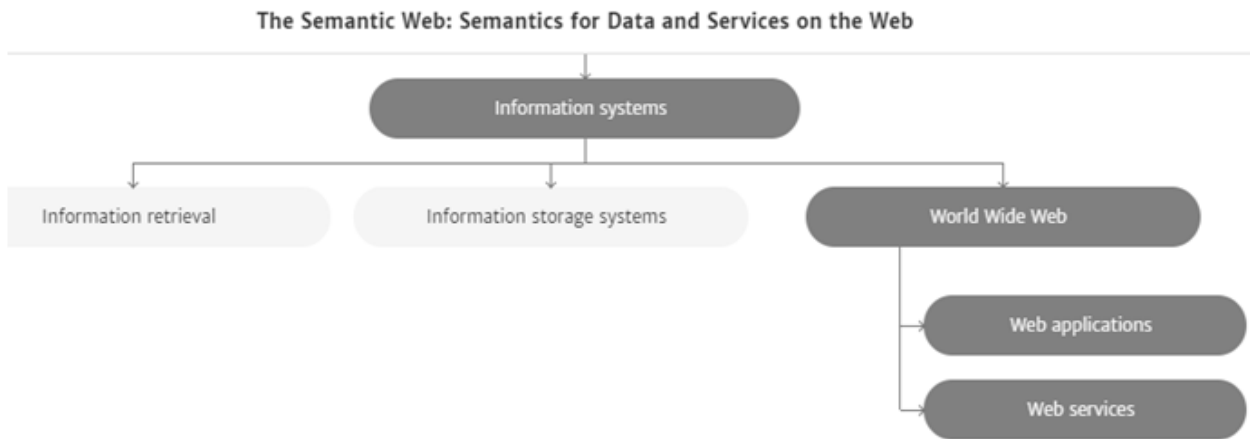 The Semantic Web: Semantics for Data and Services on the Web
Information systems
Information retrieval
Information storage systems
World Wide Web
Web applications
Web services